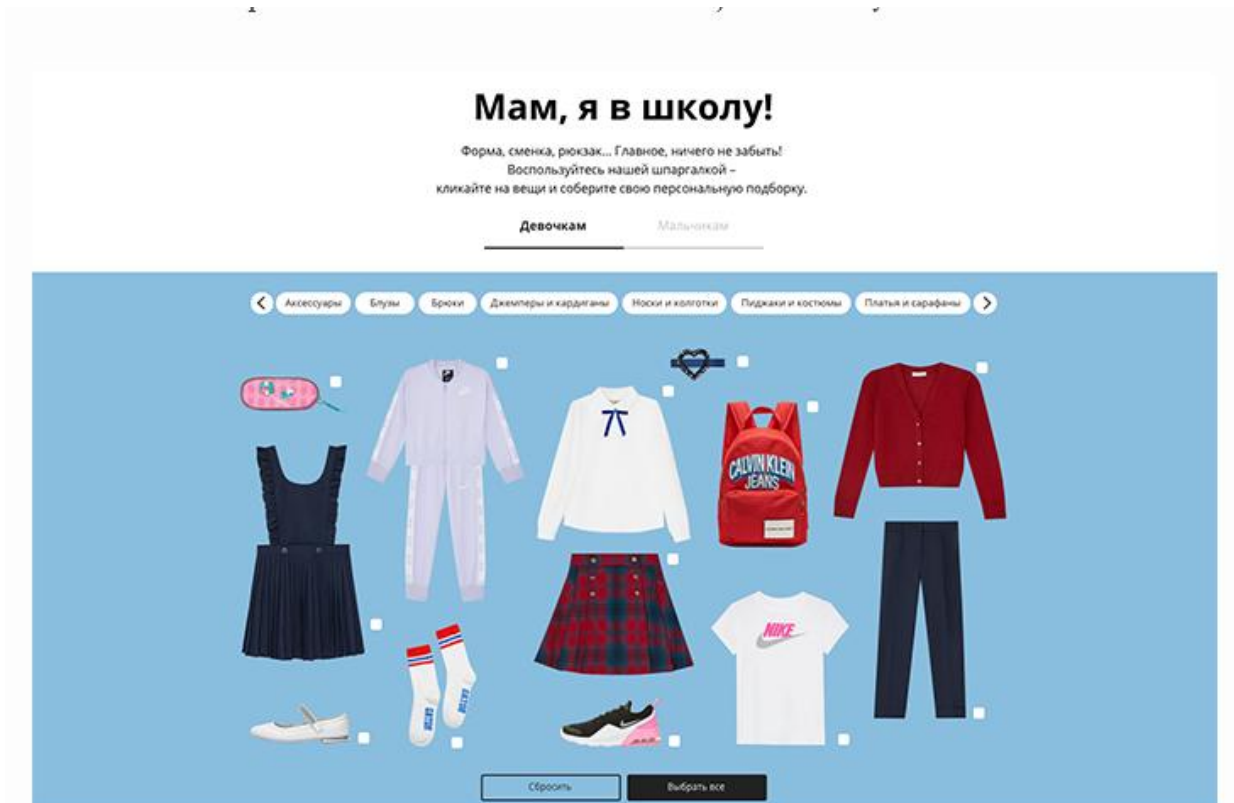 Мам, я в школу!
Форма, сменка, рюкзак... Главное, ничего не забыть!
Воспользуйтесь нашей шпаргалкой –
кликайте на вещи и соберите свою персональную подборку.
Девочкам Мальчикам
Аксессуары Блузы Брюки Джемперы и кардиганы Носки и колготки Пиджаки и костюмы Платья и сарафаны
CALVIN KLEIN
JEANS
NIKE
Сбросить Выбрать все